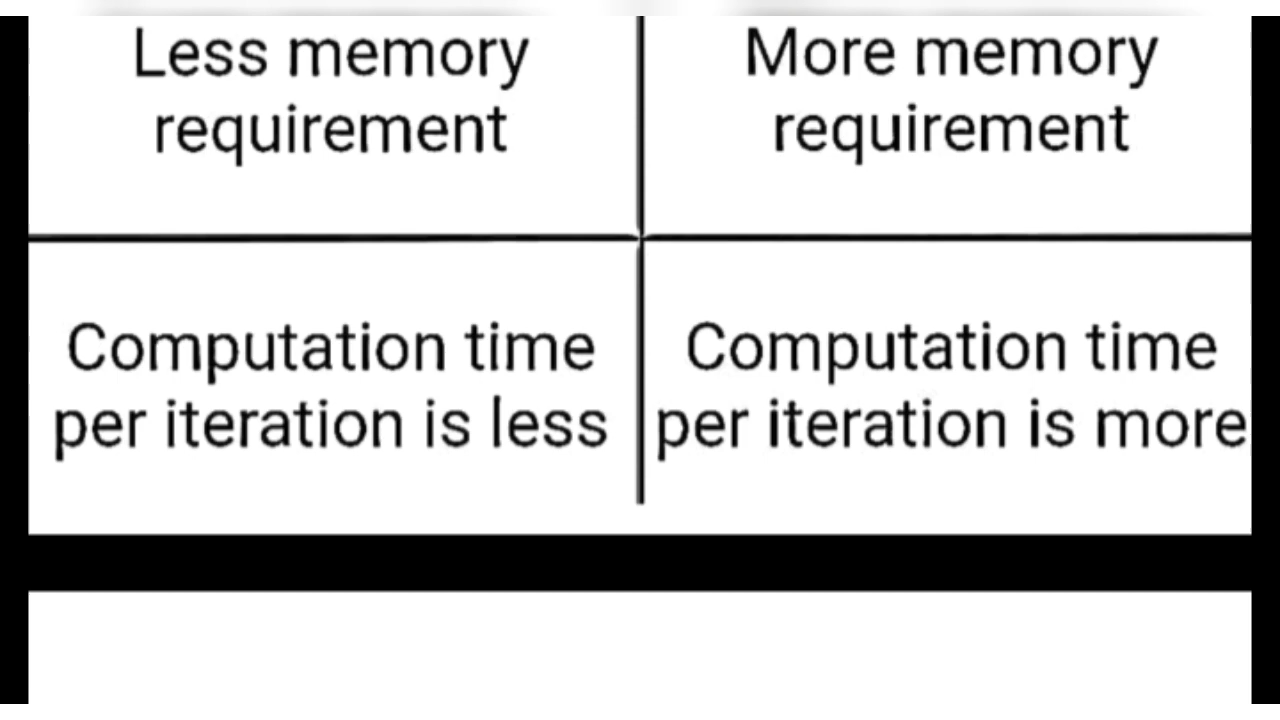 Less memory
requirement
More memory
requirement
Computation time
per iteration is less
Computation time
per iteration is more